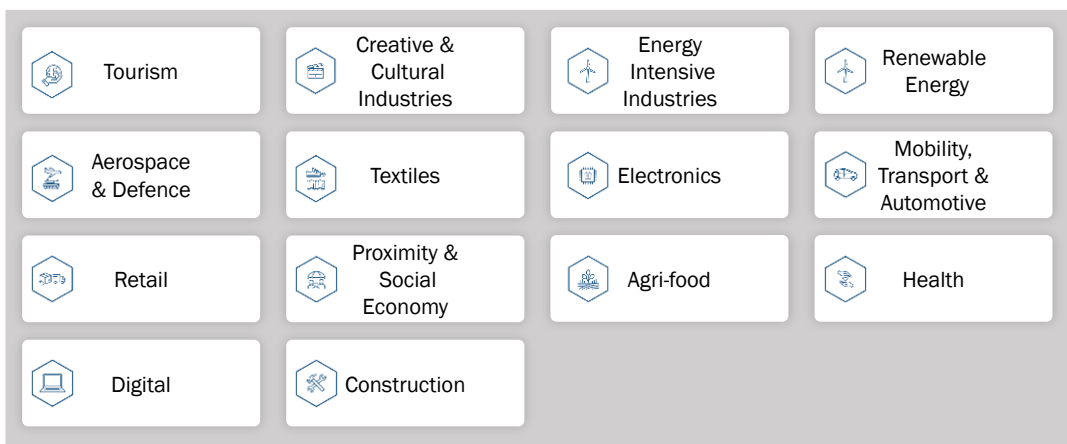 Tourism
Creative &
Cultural
Industries
Energy
Intensive
Industries
Renewable
Energy
Aerospace
& Defence
Textiles
Electronics
Mobility,
Transport &
Automotive
Retail
Proximity &
Social
Economy
Agri-food
Health
Digital
Construction